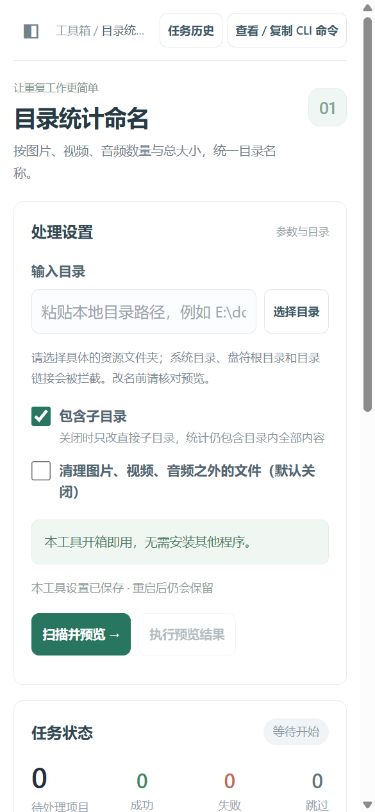 工具箱 / 目录统...
任务历史
查看 / 复制 CLI 命令
让重复工作更简单
目录统计命名
01
按图片、视频、音频数量与总大小，统一目录名
称。
处理设置
参数与目录
输入目录
粘贴本地目录路径，例如 E:\dc
选择目录
请选择具体的资源文件夹；系统目录、盘符根目录和目录
链接会被拦截。改名前请核对预览。
包含子目录
关闭时只改直接子目录，统计仍包含目录内全部内容
清理图片、视频、音频之外的文件（默认关
闭）
本工具开箱即用，无需安装其他程序。
本工具设置已保存 · 重启后仍会保留
扫描并预览 →
执行预览结果
任务状态
等待开始
0
0
0
0
待处理项目
成功
失败
跳过